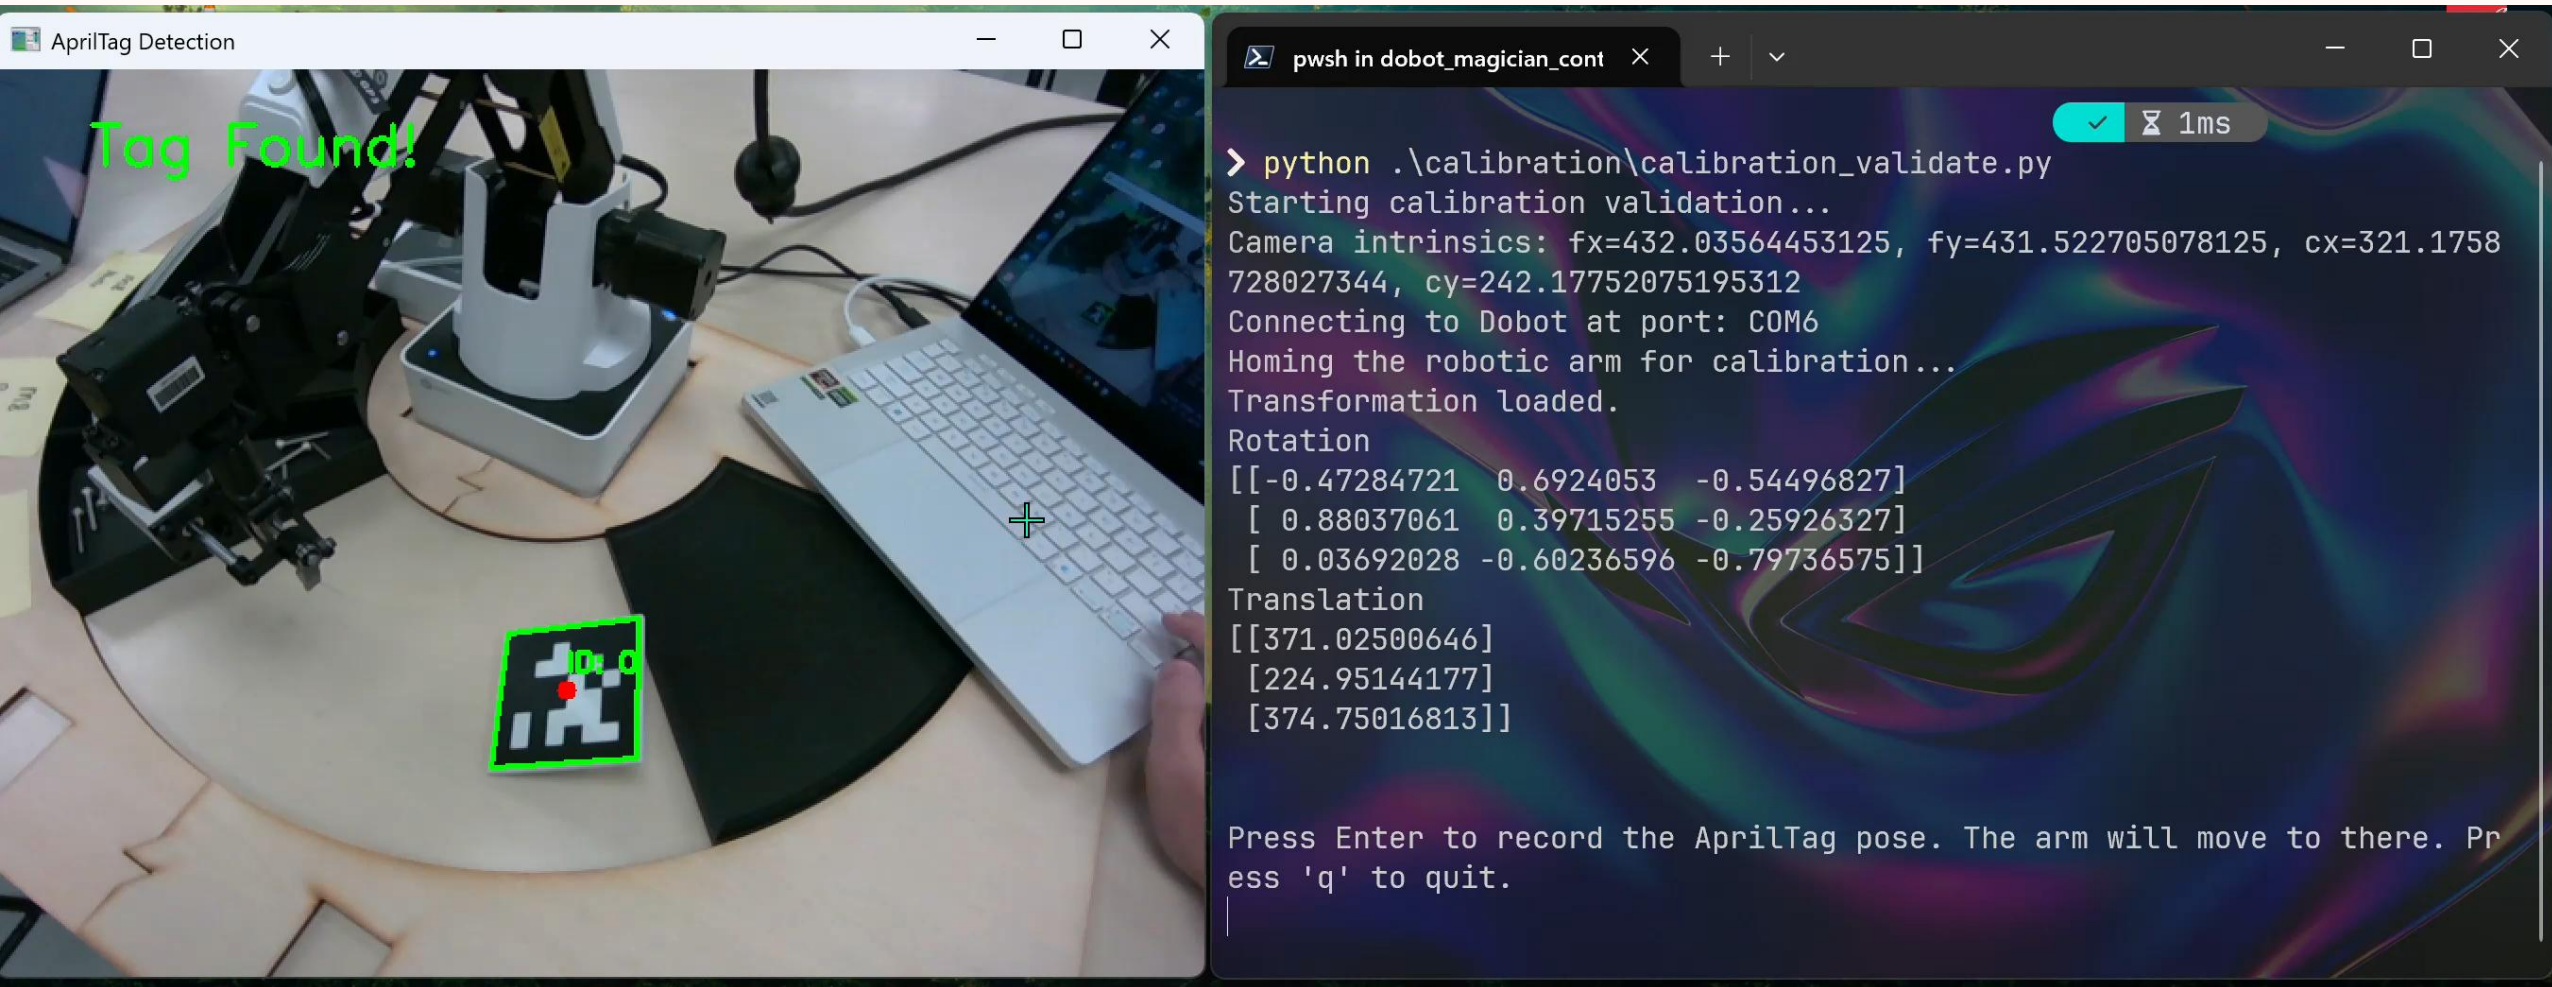 AprilTag Detection
Tag Found!
ID: 0
pwsh in dobot_magician_cont
1ms
❯ python .\calibration\calibration_validate.py
Starting calibration validation...
Camera intrinsics: fx=432.03564453125, fy=431.522705078125, cx=321.1758
728027344, cy=242.17752075195312
Connecting to Dobot at port: COM6
Homing the robotic arm for calibration...
Transformation loaded.
Rotation
[[-0.47284721  0.6924053  -0.54496827]
 [ 0.88037061  0.39715255 -0.25926327]
 [ 0.03692028 -0.60236596 -0.79736575]]
Translation
[[371.02500646]
 [224.95144177]
 [374.75016813]]
Press Enter to record the AprilTag pose. The arm will move to there. Pr
ess 'q' to quit.